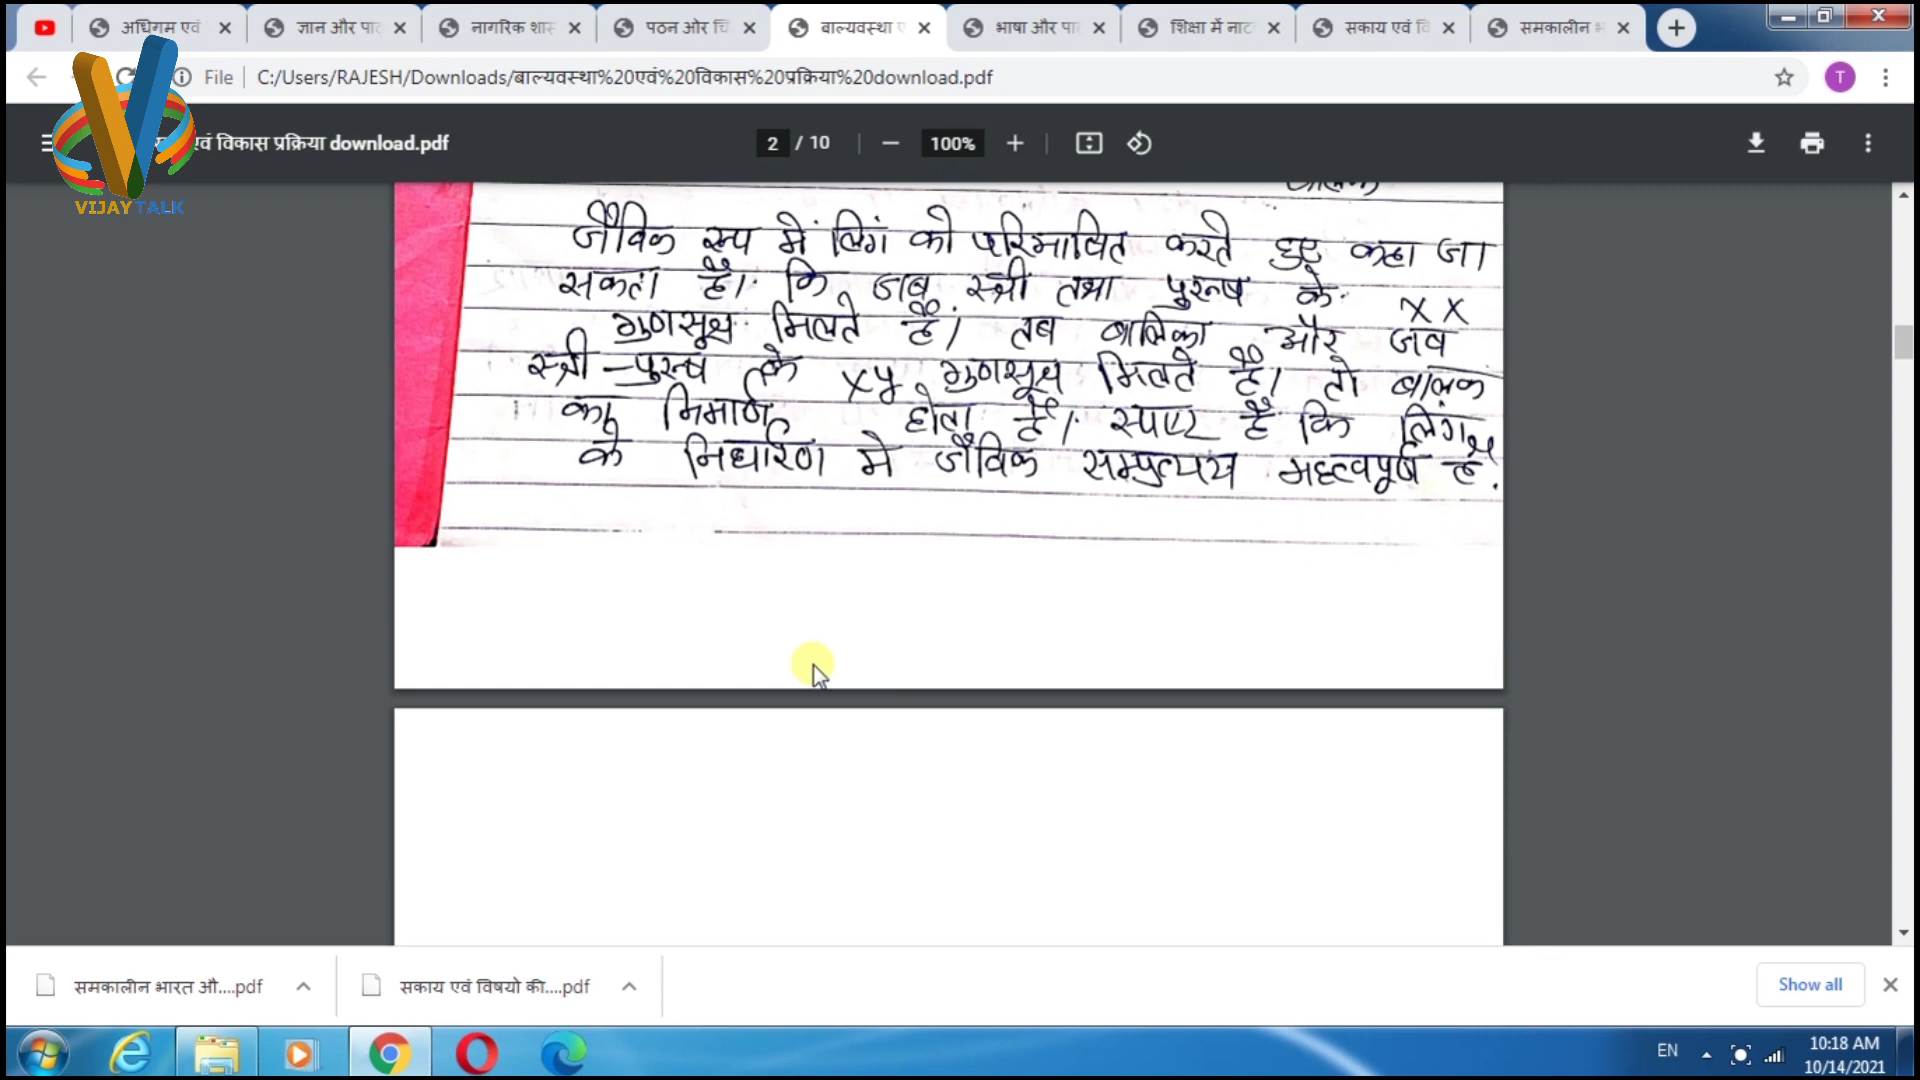 अधिगम एवं ज्ञान और पाठ नागरिक शास पठन ओर चि बाल्यवस्था ए भाषा और पा शिक्षा में नाट सकाय एवं वि समकालीन भ
File C:/Users/RAJESH/Downloads/बाल्यवस्था%20एवं%20विकास%20प्रक्रिया%20download.pdf T
एवं विकास प्रक्रिया download.pdf 2 / 10 100%
VIJAY TALK
जैविक रूप में लिगं को परिभाषित करते हुए कहा जा
सकता है। कि जब स्त्री तथा पुरुष के XX
गुणसूत्र मिलते है। तब बालिका और जब
स्त्री-पुरुष के xy गुणसूत्र मिलते है। तो बालक
का निमार्ण होता है। स्पष्ट है कि लिंग
के निर्धारण मे जैविक सम्प्रत्यय महत्वपूर्ण है.
समकालीन भारत औ....pdf सकाय एवं विषयो की....pdf Show all
EN 10:18 AM
10/14/2021